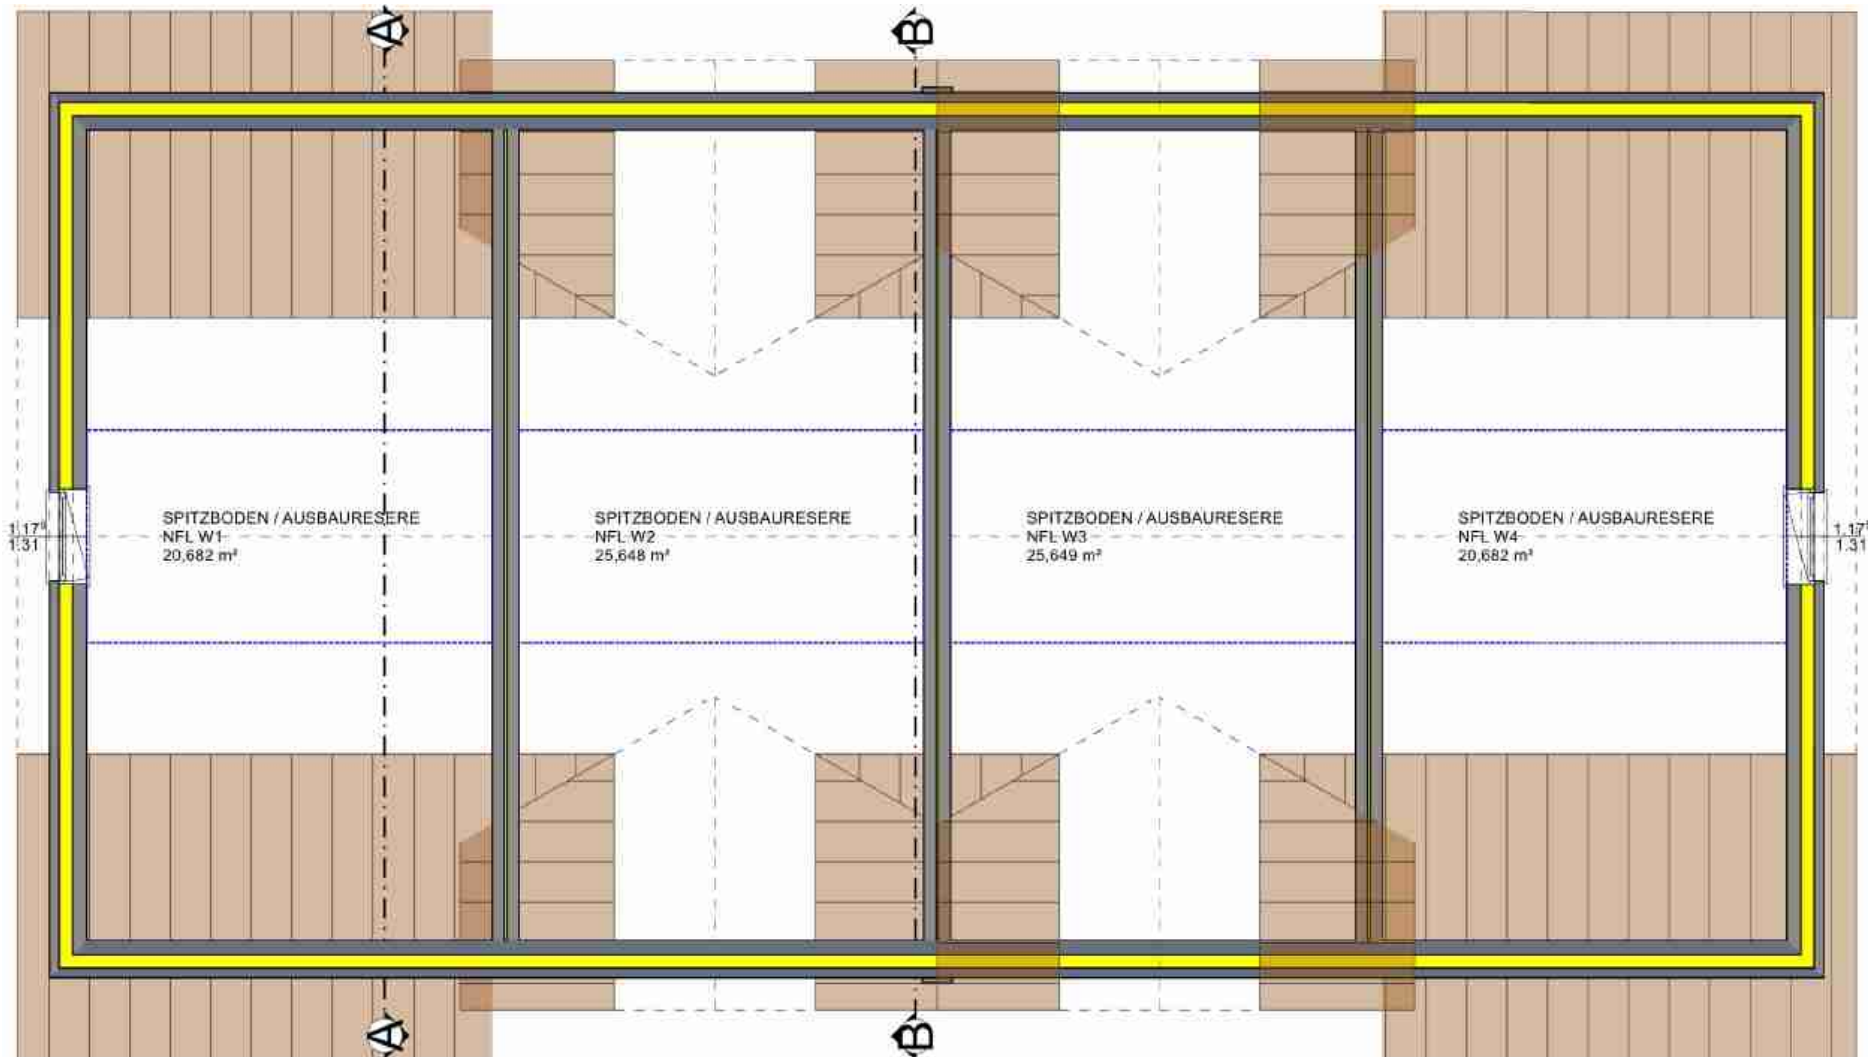 A
B
SPITZBODEN / AUSBAURESERE
NFL W1
20,682 m²
SPITZBODEN / AUSBAURESERE
NFL W2
25,648 m²
SPITZBODEN / AUSBAURESERE
NFL W3
25,649 m²
SPITZBODEN / AUSBAURESERE
NFL W4
20,682 m²
1.31
1.31
A
B